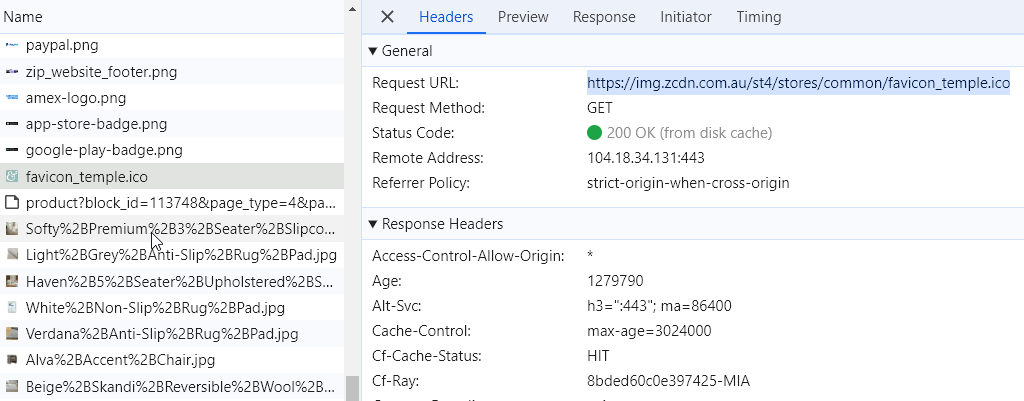 Name
paypal.png
zip_website_footer.png
amex-logo.png
app-store-badge.png
google-play-badge.png
favicon_temple.ico
product?block_id=113748&page_type=4&pa...
Softy%2BPremium%2B3%2BSeater%2BSlipco...
Light%2BGrey%2BAnti-Slip%2BRug%2BPad.jpg
Haven%2B5%2BSeater%2BUpholstered%2BS...
White%2BNon-Slip%2BRug%2BPad.jpg
Verdana%2BAnti-Slip%2BRug%2BPad.jpg
Alva%2BAccent%2BChair.jpg
Beige%2BSkandi%2BReversible%2BWool%2B...
Headers Preview Response Initiator Timing
General
Request URL: https://img.zcdn.com.au/st4/stores/common/favicon_temple.ico
Request Method: GET
Status Code: 200 OK (from disk cache)
Remote Address: 104.18.34.131:443
Referrer Policy: strict-origin-when-cross-origin
Response Headers
Access-Control-Allow-Origin: *
Age: 1279790
Alt-Svc: h3=":443"; ma=86400
Cache-Control: max-age=3024000
Cf-Cache-Status: HIT
Cf-Ray: 8bded60c0e397425-MIA